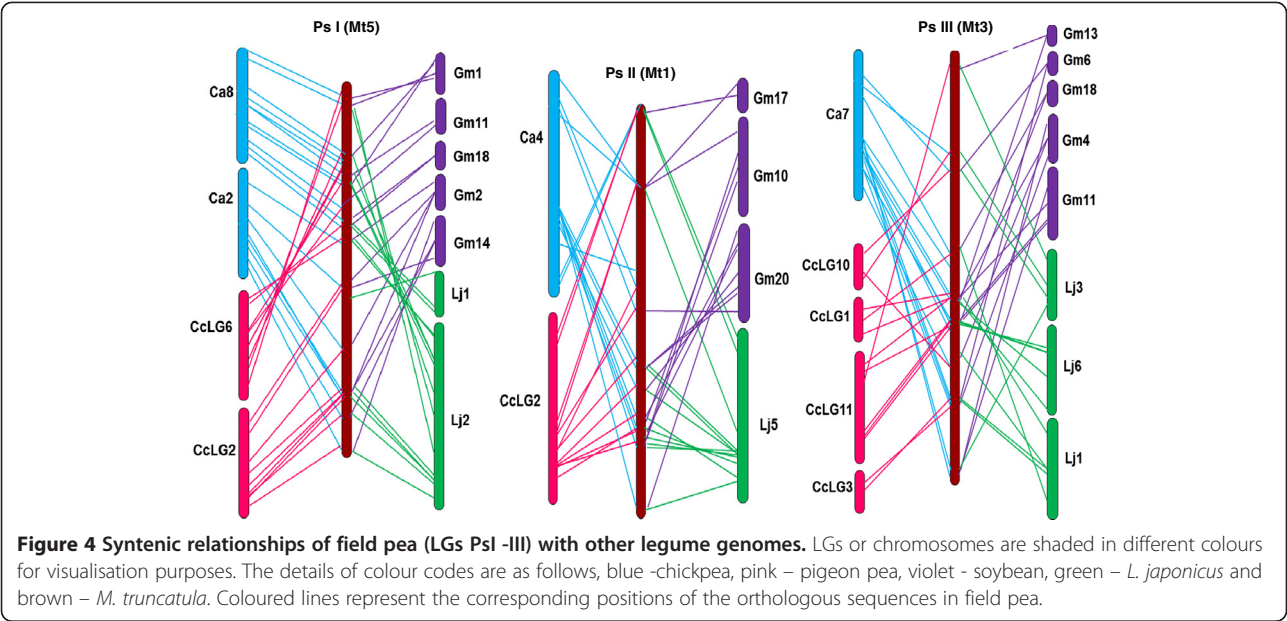 Ps I (Mt5)
Ca8
Ca2
CcLG6
CcLG2
Gm1
Gm11
Gm18
Gm2
Gm14
Lj1
Lj2
Ps II (Mt1)
Ca4
CcLG2
Gm17
Gm10
Gm20
Lj5
Ps III (Mt3)
Ca7
CcLG10
CcLG1
CcLG11
CcLG3
Gm13
Gm6
Gm18
Gm4
Gm11
Lj3
Lj6
Lj1
Figure 4 Syntenic relationships of field pea (LGs PsI -III) with other legume genomes. LGs or chromosomes are shaded in different colours
for visualisation purposes. The details of colour codes are as follows, blue -chickpea, pink – pigeon pea, violet - soybean, green – L. japonicus and
brown – M. truncatula. Coloured lines represent the corresponding positions of the orthologous sequences in field pea.